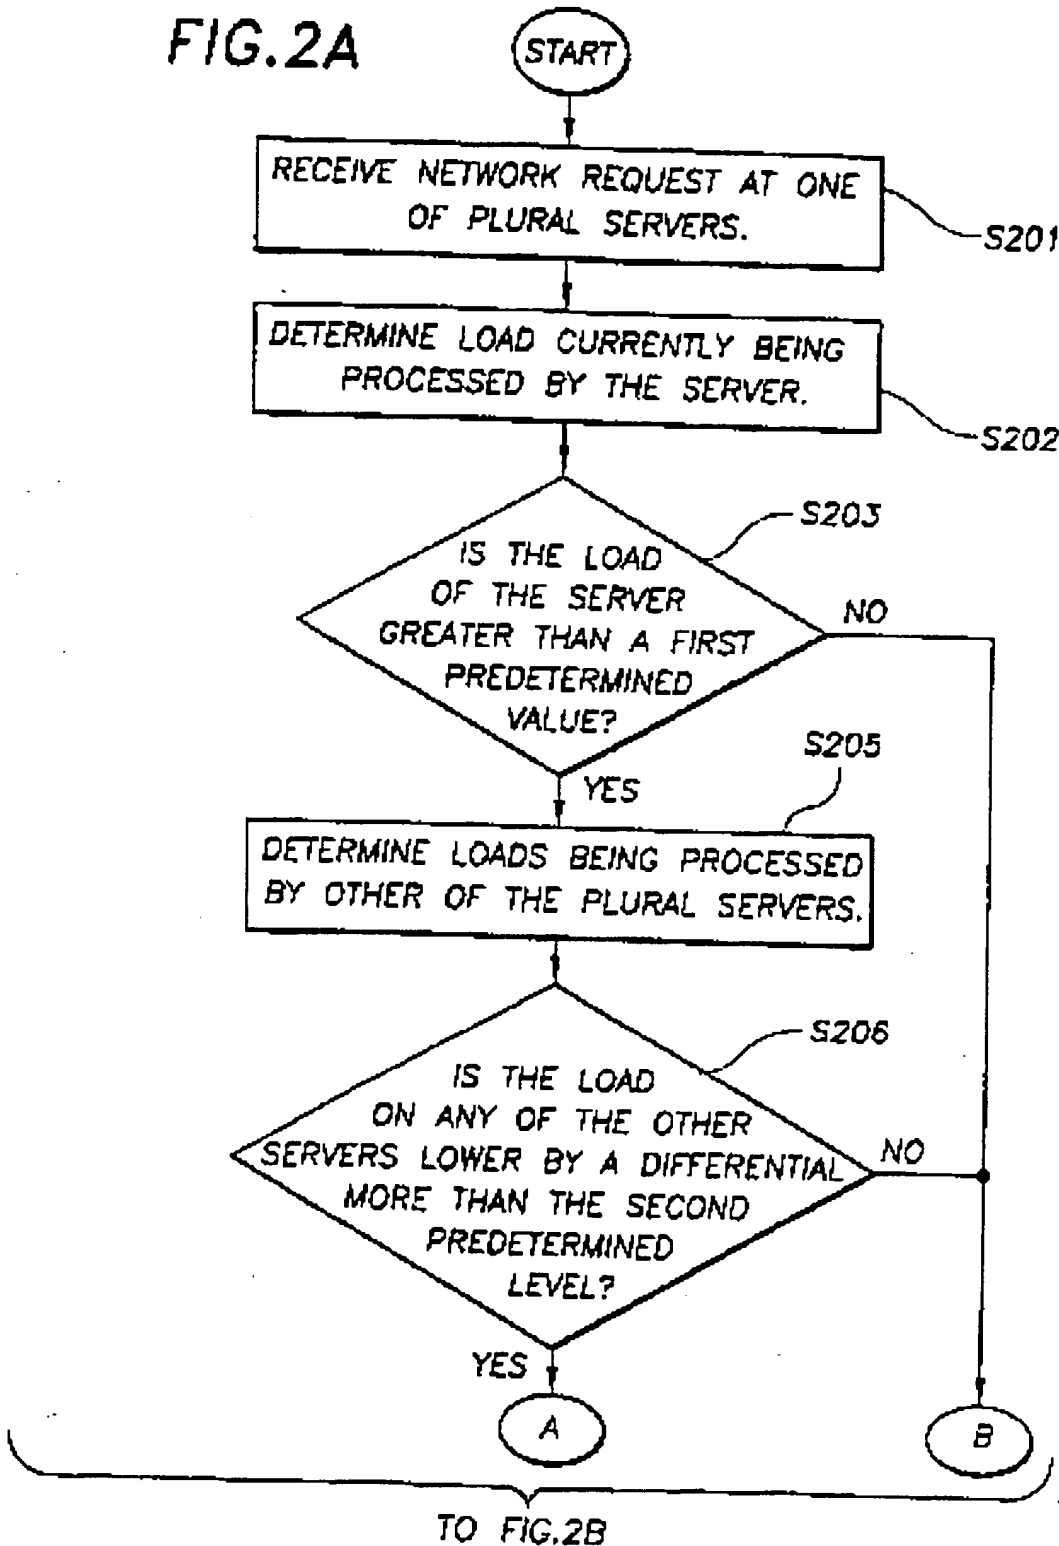 FIG.2A
START
RECEIVE NETWORK REQUEST AT ONE
OF PLURAL SERVERS.
S201
DETERMINE LOAD CURRENTLY BEING
PROCESSED BY THE SERVER.
S202
S203
IS THE LOAD
OF THE SERVER
GREATER THAN A FIRST
PREDETERMINED
VALUE?
NO
YES
S205
DETERMINE LOADS BEING PROCESSED
BY OTHER OF THE PLURAL SERVERS.
S206
IS THE LOAD
ON ANY OF THE OTHER
SERVERS LOWER BY A DIFFERENTIAL
MORE THAN THE SECOND
PREDETERMINED
LEVEL?
NO
YES
A
B
TO FIG.2B